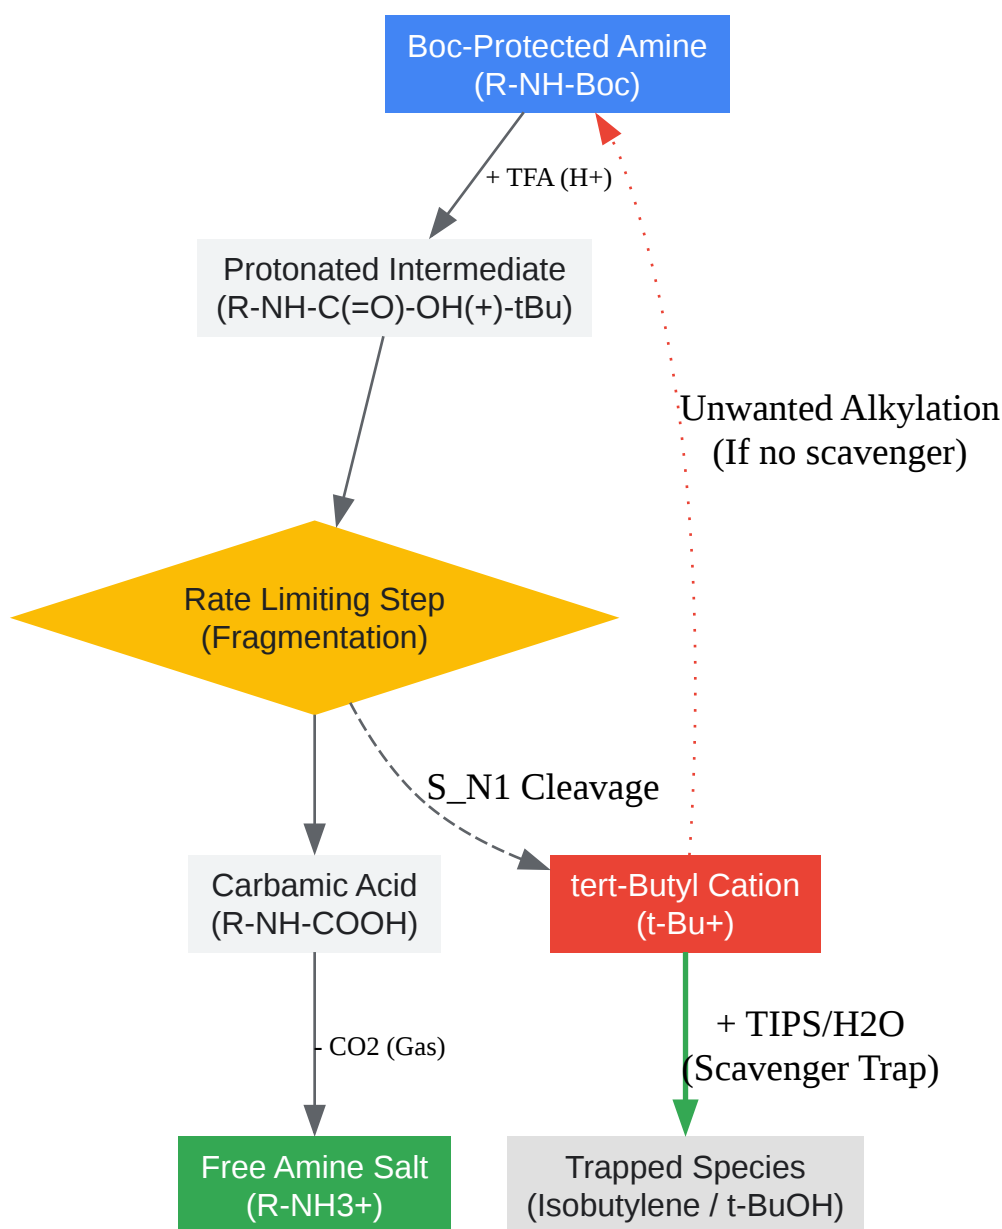 Boc-Protected Amine
(R-NH-Boc)
+ TFA (H+)
Protonated Intermediate
(R-NH-C(=O)-OH(+)-tBu)
Unwanted Alkylation
(If no scavenger)
Rate Limiting Step
(Fragmentation)
S_N1 Cleavage
Carbamic Acid
(R-NH-COOH)
tert-Butyl Cation
(t-Bu+)
- CO2 (Gas)
+ TIPS/H2O
(Scavenger Trap)
Free Amine Salt
(R-NH3+)
Trapped Species
(Isobutylene / t-BuOH)